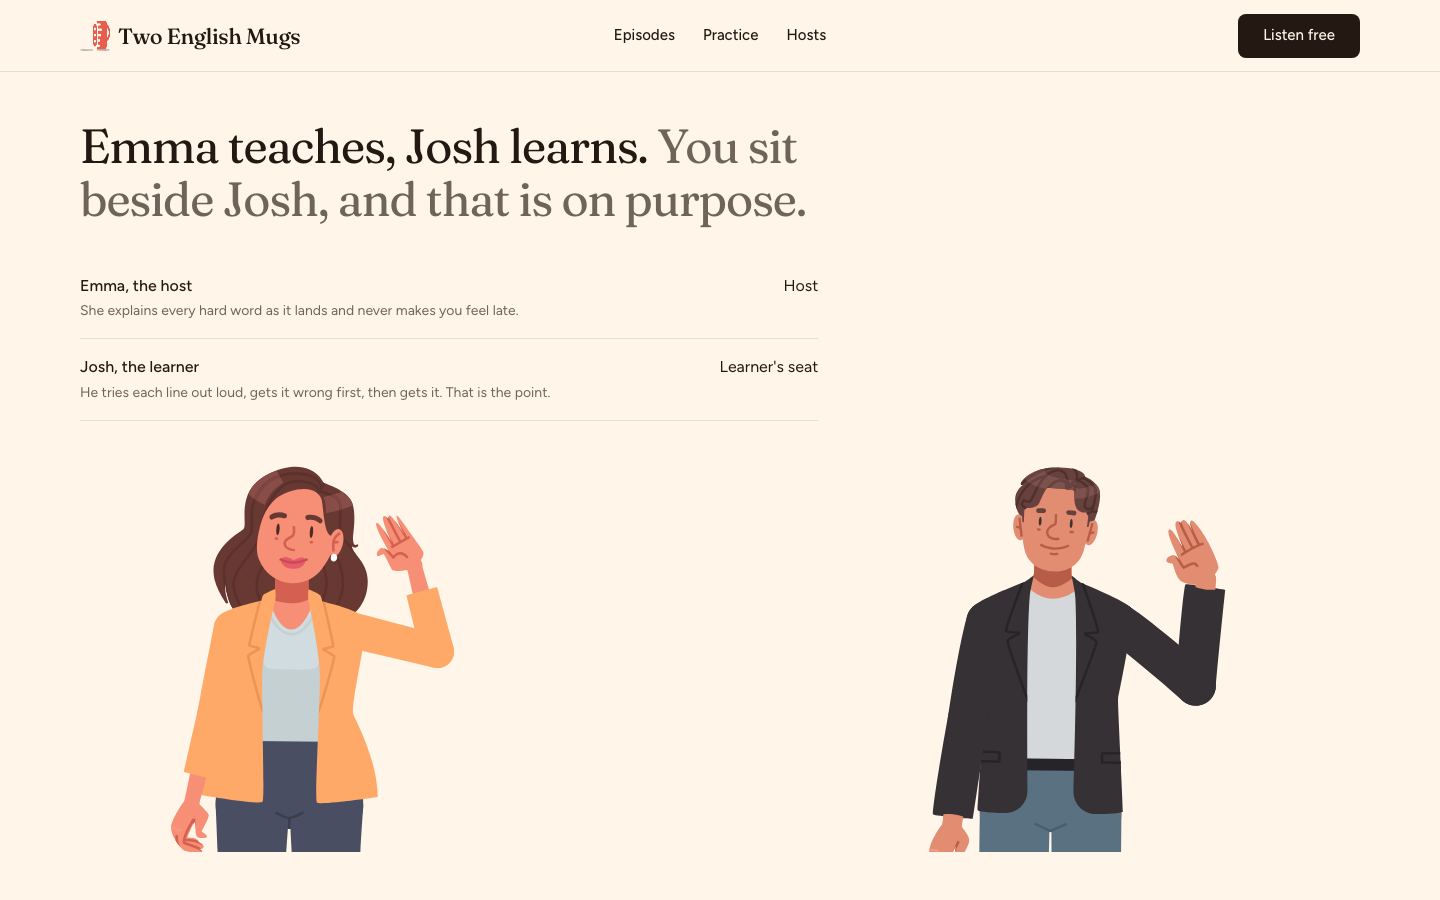 Two English Mugs
Episodes Practice Hosts
Listen free
Emma teaches, Josh learns. You sit
beside Josh, and that is on purpose.
Emma, the host
Host
She explains every hard word as it lands and never makes you feel late.
Josh, the learner
Learner's seat
He tries each line out loud, gets it wrong first, then gets it. That is the point.